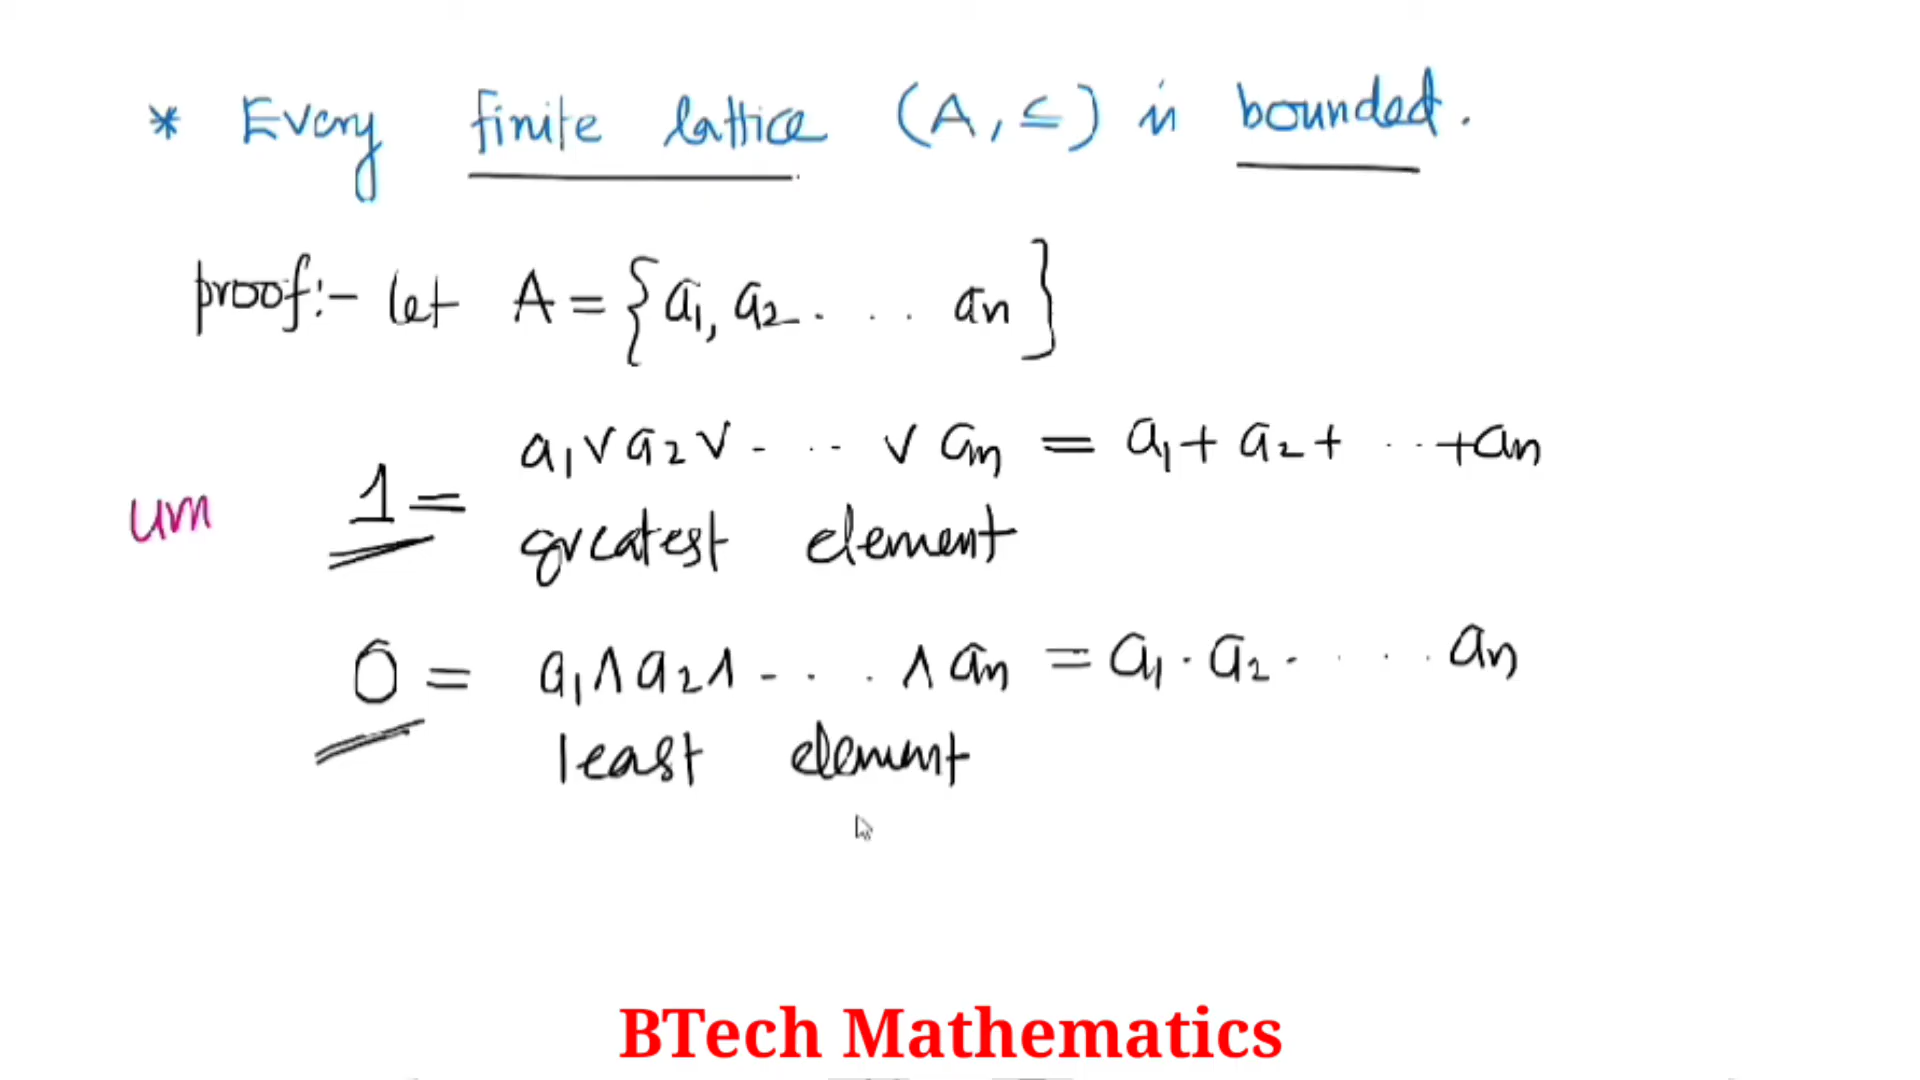 * Every finite lattice (A, ≤) is bounded.
proof:- let A = {a₁, a₂ . . . . an}
a₁ ∨ a₂ ∨ - . . . ∨ an = a₁ + a₂ + . . . + an
1 =
greatest element
0 = a₁ ∧ a₂ ∧ - . . . ∧ an = a₁ . a₂ . . . . . an
least element
BTech Mathematics